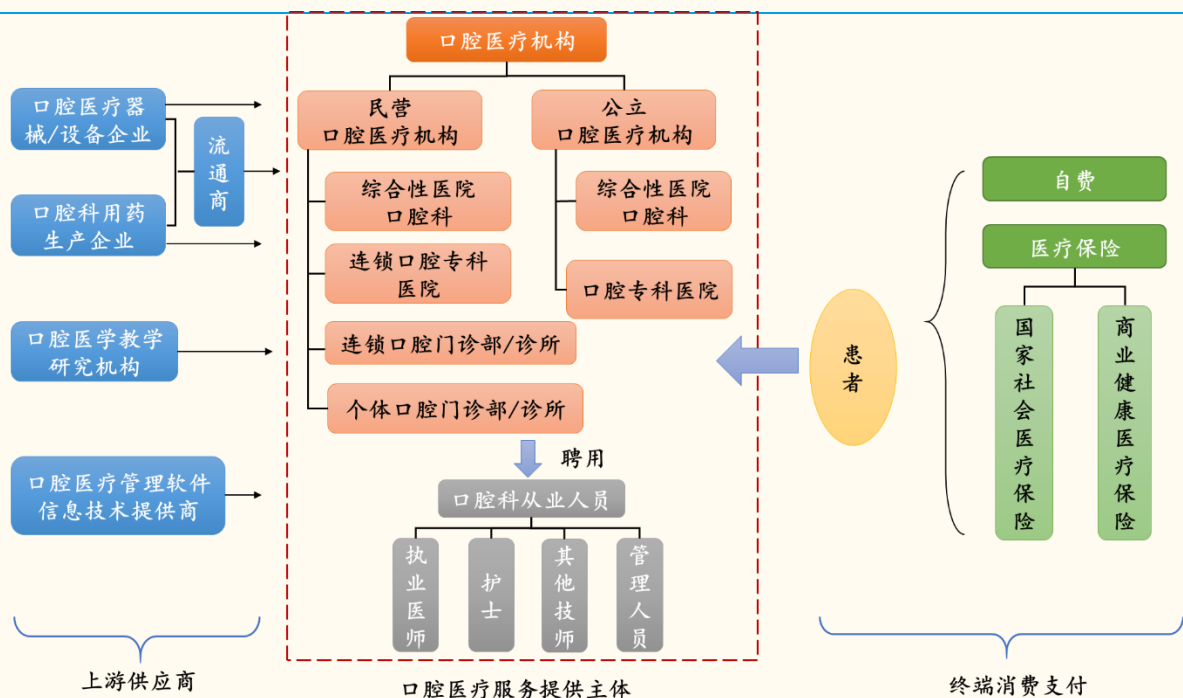 口腔医疗器
械/设备企业
口腔科用药
生产企业
流通商
口腔医学教学
研究机构
口腔医疗管理软件
信息技术提供商
上游供应商
口腔医疗机构
民营
口腔医疗机构
综合性医院
口腔科
连锁口腔专科
医院
连锁口腔门诊部/诊所
个体口腔门诊部/诊所
公立
口腔医疗机构
综合性医院
口腔科
口腔专科医院
聘用
口腔科从业人员
执业医师
护士
其他技师
管理人员
口腔医疗服务提供主体
患者
自费
医疗保险
国家社会医疗保险
商业健康医疗保险
终端消费支付